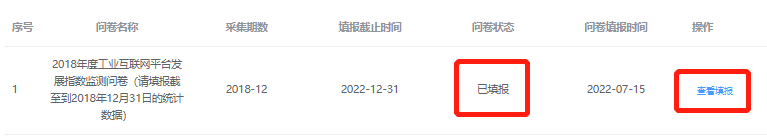 序号 问卷名称 采集期数 填报截止时间 问卷状态 问卷填报时间 操作
2018年度工业互联网平台发
展指数监测问卷（请填报截
至到2018年12月31日的统计
数据)
1 2018-12 2022-12-31 已填报 2022-07-15 查看填报